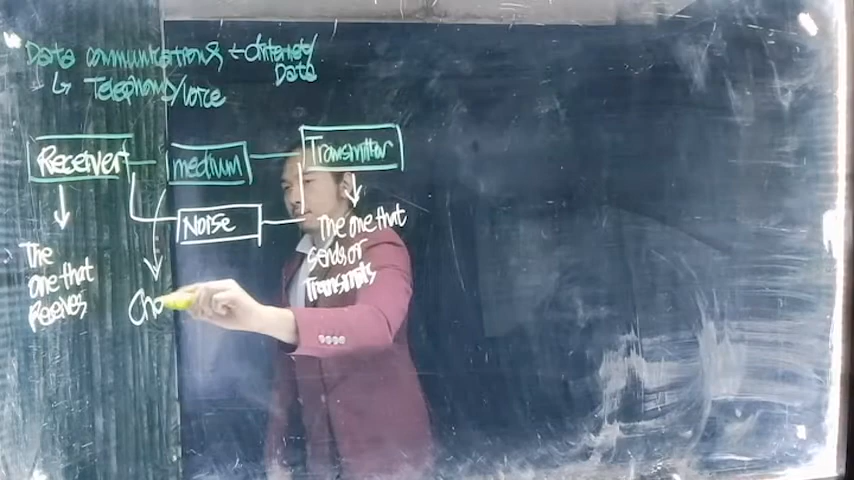 Data communications ← Internet/
Data
↳ Telephony/voice
Receiver
medium
Transmitter
Noise
The one that
sends or
Transmits
The
one that
Receives
Cha